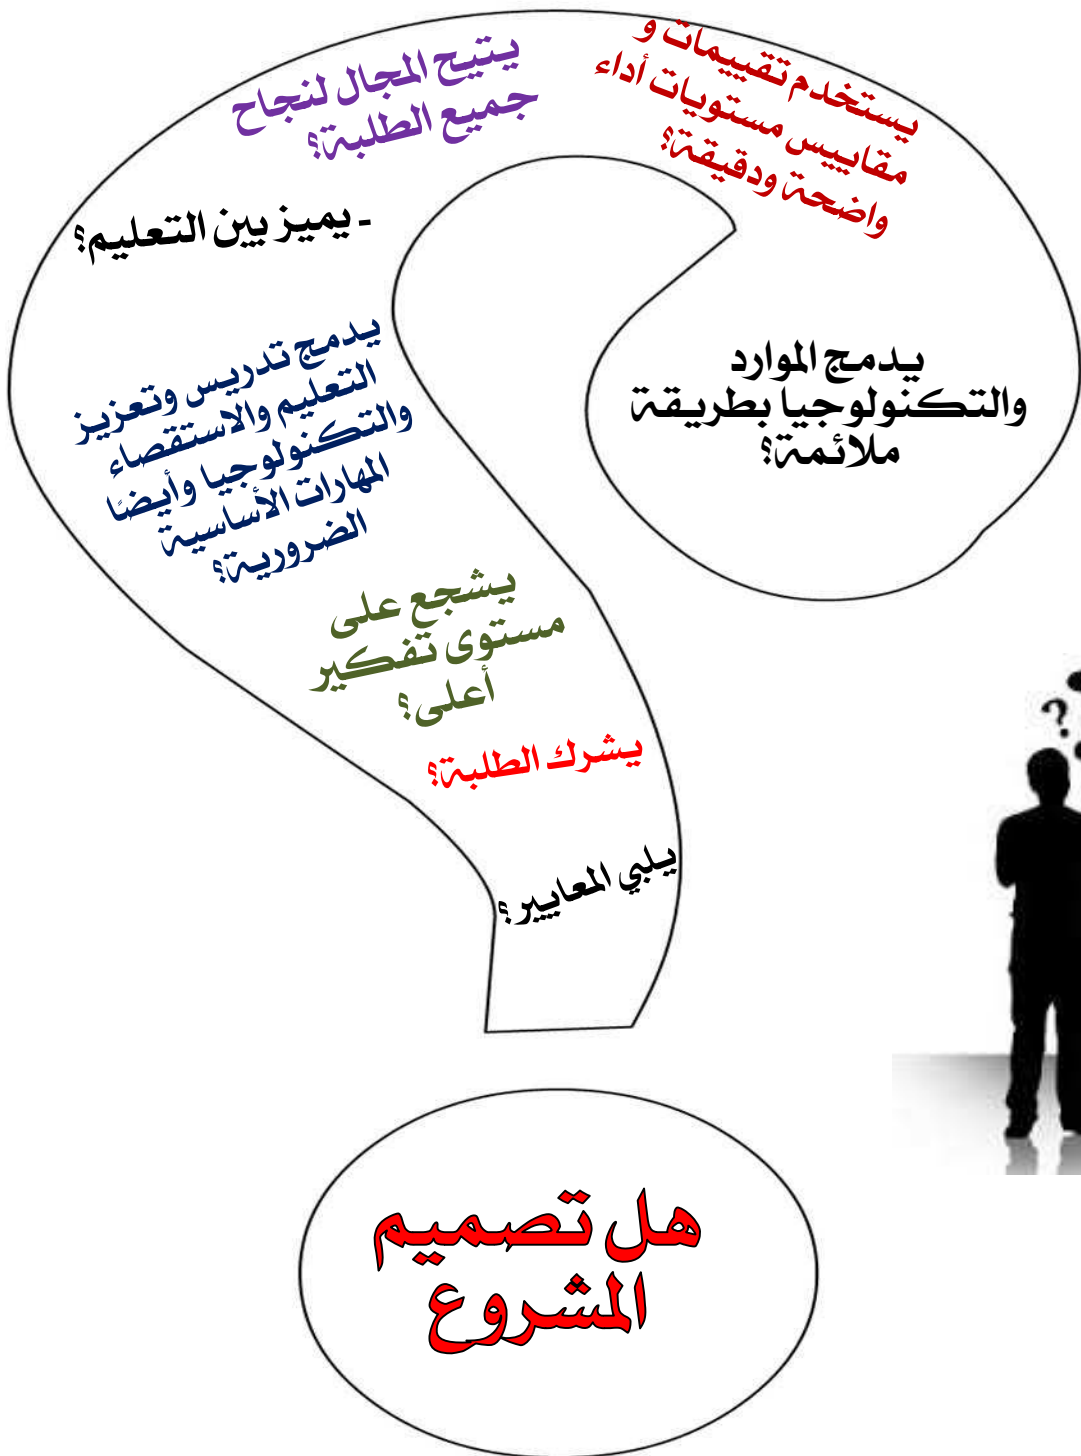 يتيح المجال لنجاح
جميع الطلبة؟
يستخدم تقييمات و
مقاييس مستويات أداء
واضحة ودقيقة؟
- يميز بين التعليم؟
يدمج تدريس وتعزيز
التعليم والاستقصاء
والتكنولوجيا وأيضًا
المهارات الأساسية
الضرورية؟
يدمج الموارد
والتكنولوجيا بطريقة
ملائمة؟
يشجع على
مستوى تفكير
أعلى؟
يشرك الطلبة؟
يلبي المعايير؟
?
هل تصميم
المشروع